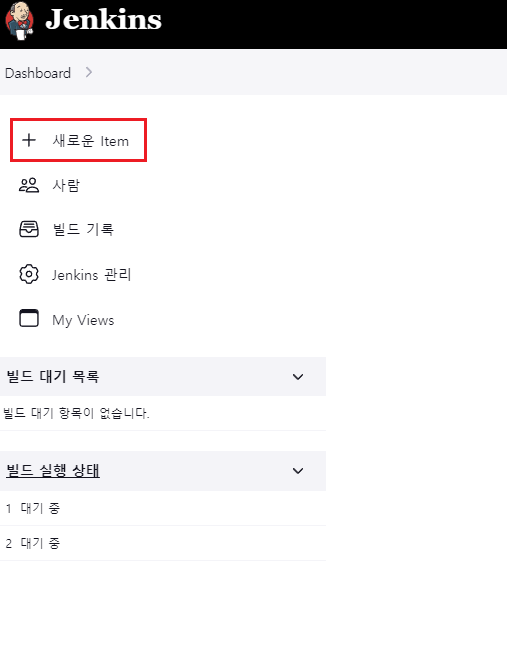 Jenkins
Dashboard
새로운 Item
사람
빌드 기록
Jenkins 관리
My Views
빌드 대기 목록
빌드 대기 항목이 없습니다.
빌드 실행 상태
1 대기 중
2 대기 중